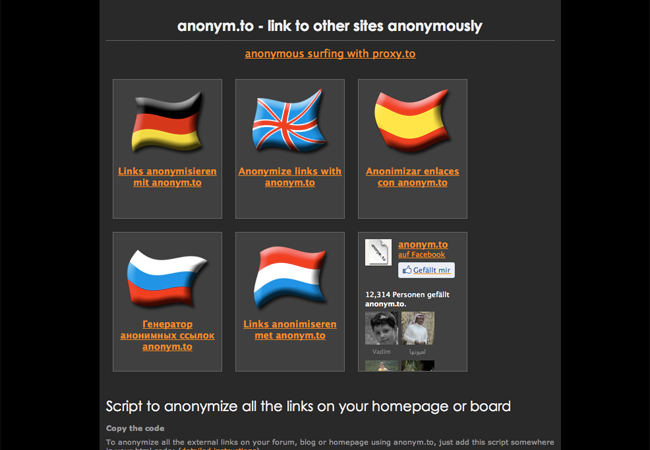 anonym.to - link to other sites anonymously
anonymous surfing with proxy.to
Links anonymisieren
mit anonym.to
Anonymize links with
anonym.to
Anonimizar enlaces
con anonym.to
Генератор
анонимных ссылок
anonym.to
Links anonimiseren
met anonym.to
anonym.to
auf Facebook
Gefällt mir
12,314 Personen gefällt
anonym.to.
Vadim
Script to anonymize all the links on your homepage or board
Copy the code
To anonymize all the external links on your forum, blog or homepage using anonym.to, just add this script somewhere